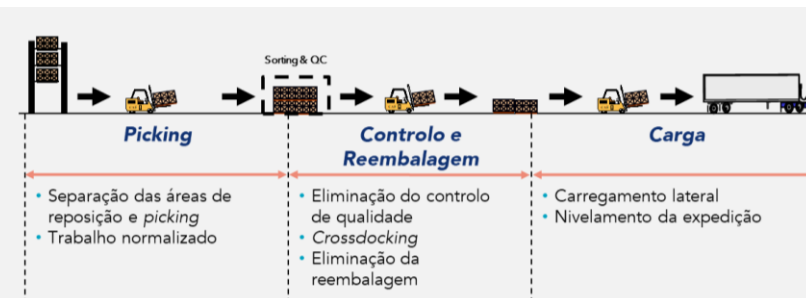 Sorting & QC
Picking
Controlo e
Reembalagem
Carga
• Separação das áreas de
reposição e picking
• Trabalho normalizado
• Eliminação do controlo
de qualidade
• Crossdocking
• Eliminação da
reembalagem
• Carregamento lateral
• Nivelamento da expedição